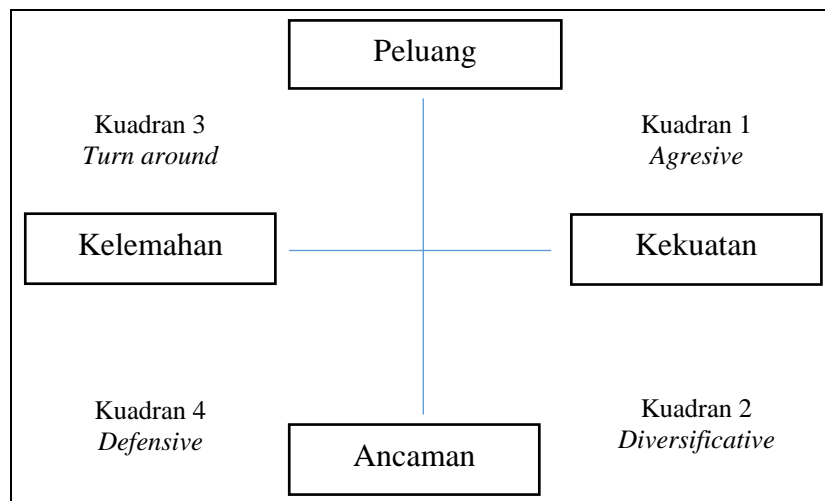 Peluang
Kuadran 3
Turn around
Kuadran 1
Agresive
Kelemahan
Kekuatan
Kuadran 4
Defensive
Ancaman
Kuadran 2
Diversificative